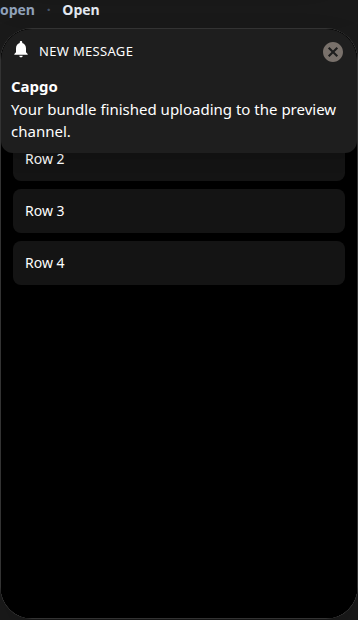 open · Open
NEW MESSAGE
Capgo
Your bundle finished uploading to the preview
channel.
Row 2
Row 3
Row 4